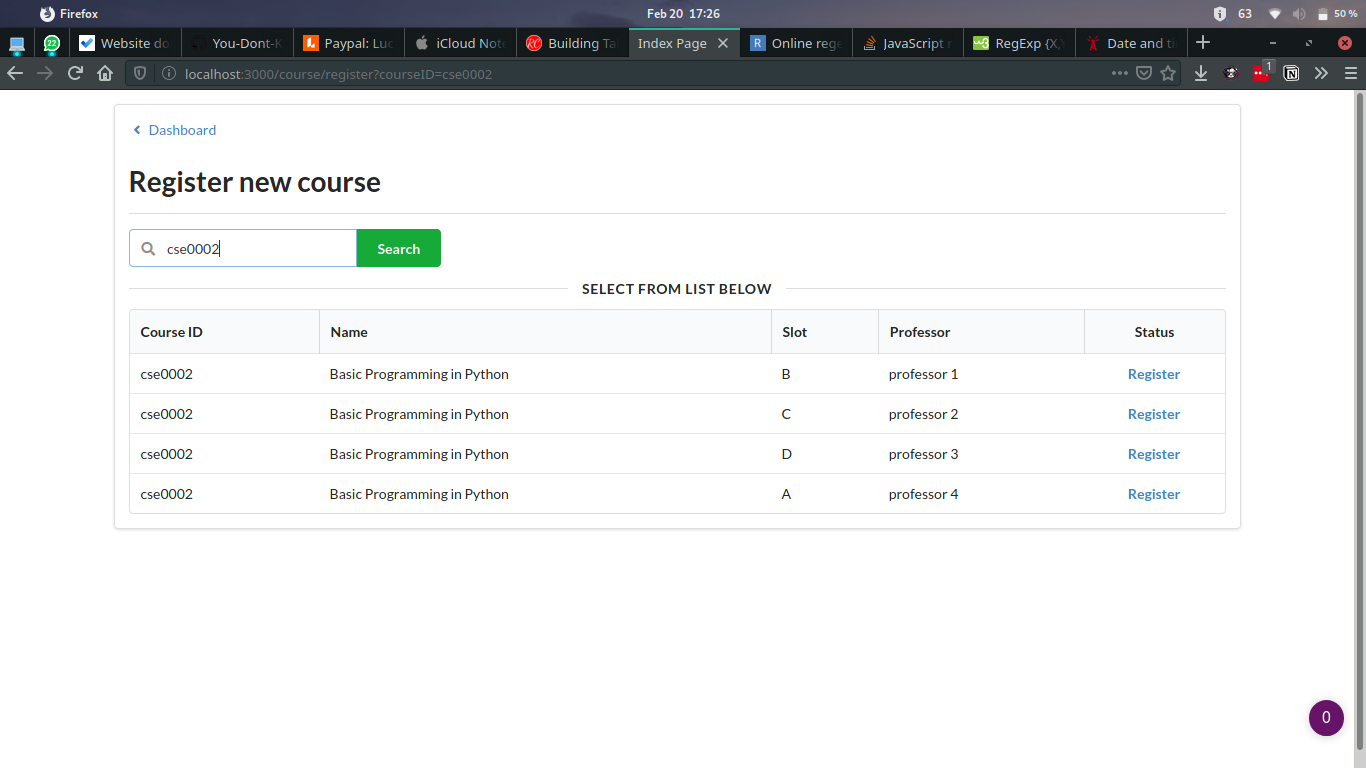 Firefox Feb 20 17:26 63 50 %
22 Website do You-Dont-K Paypal: Luc iCloud Note Building Ta Index Page R Online rege JavaScript r RegExp {X, Date and ti
localhost:3000/course/register?courseID=cse0002 1
Dashboard
Register new course
cse0002 Search
SELECT FROM LIST BELOW
Course ID Name Slot Professor Status
cse0002 Basic Programming in Python B professor 1 Register
cse0002 Basic Programming in Python C professor 2 Register
cse0002 Basic Programming in Python D professor 3 Register
cse0002 Basic Programming in Python A professor 4 Register
0